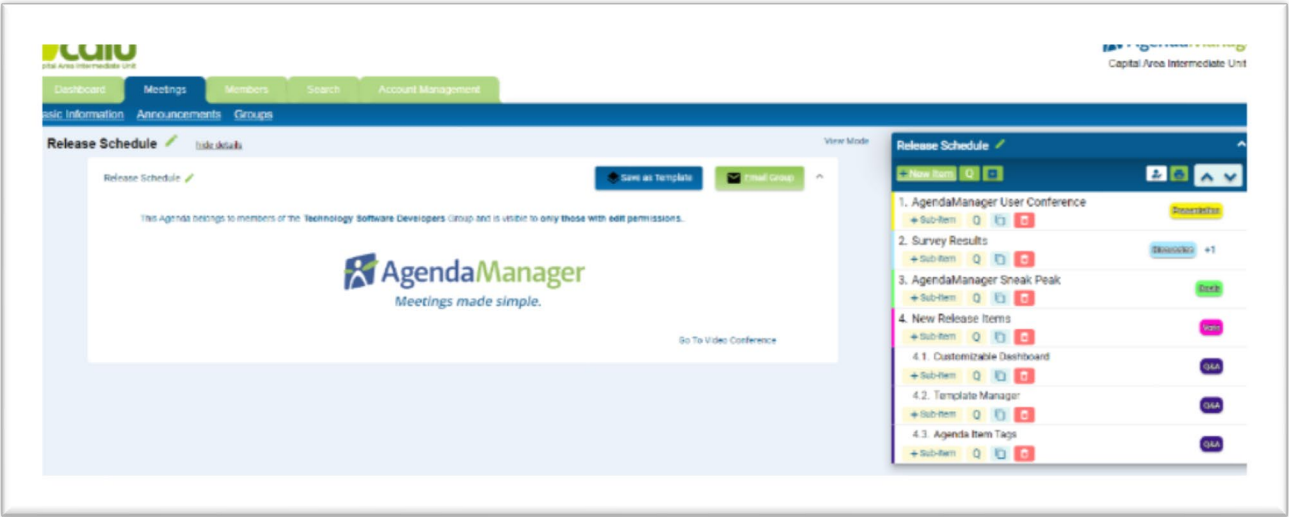 caiu
Capital Area Intermediate Unit
Dashboard Meetings Members Search Account Management
asic Information Announcements Groups
Release Schedule hide details View Mode
Release Schedule Save as Template Email Group
This Agenda belongs to members of the Technology Software Developers Group and is visible to only those with edit permissions.
AgendaManager
Meetings made simple.
Go To Video Conference
Release Schedule
+New Item Q
1. AgendaManager User Conference Presentation
+ Sub-Item Q
2. Survey Results Discussion +1
+ Sub-Item Q
3. AgendaManager Sneak Peak
+ Sub-Item Q
4. New Release Items Vote
+ Sub-Item Q
4.1. Customizable Dashboard Q&A
+ Sub-Item Q
4.2. Template Manager Q&A
+ Sub-Item Q
4.3. Agenda Item Tags Q&A
+ Sub-Item Q